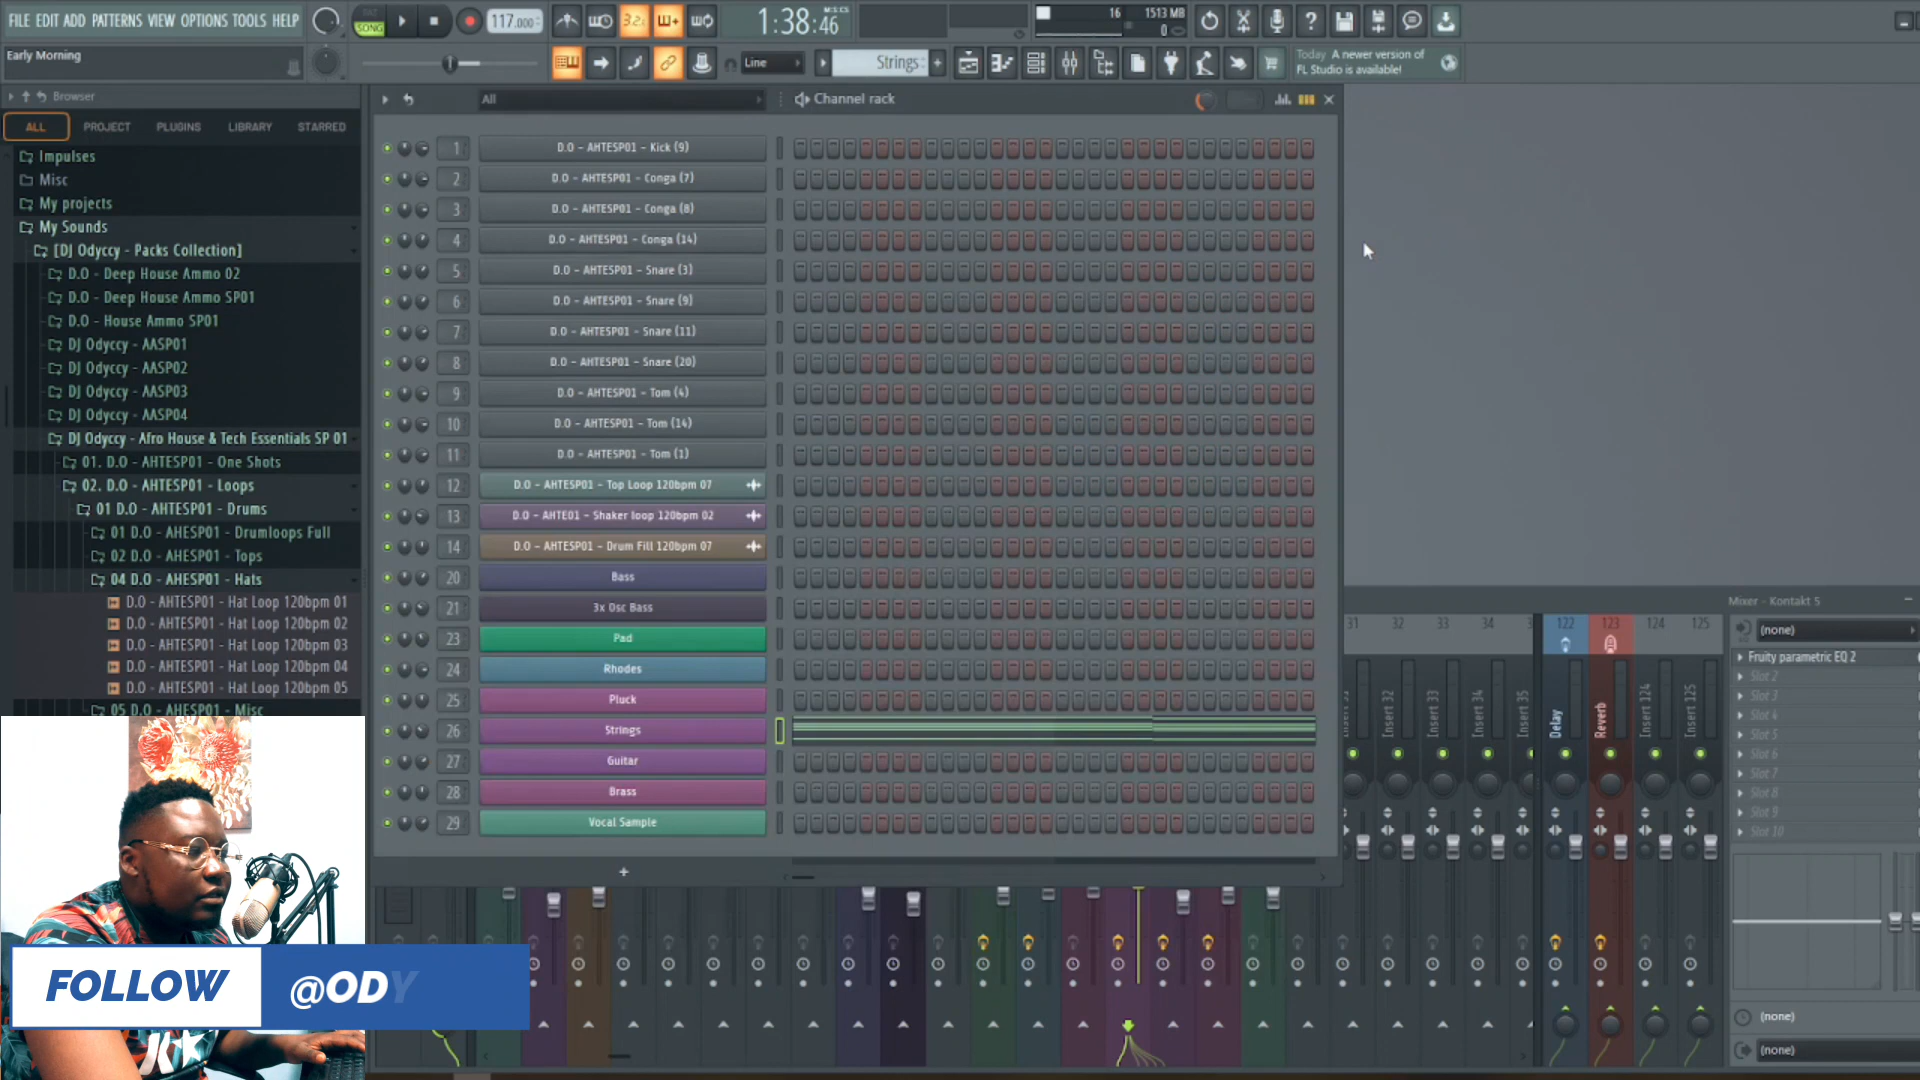 FILE EDIT ADD PATTERNS VIEW OPTIONS TOOLS HELP
PAT
SONG
117.000
3.2.
1:38:46
M:S:CS
16
1513 MB
0
Early Morning
Line
Strings
Today A newer version of
FL Studio is available!
Browser
ALL
PROJECT
PLUGINS
LIBRARY
STARRED
Impulses
Misc
My projects
My Sounds
[DJ Odyccy - Packs Collection]
D.O - Deep House Ammo 02
D.O - Deep House Ammo SP01
D.O - House Ammo SP01
DJ Odyccy - AASP01
DJ Odyccy - AASP02
DJ Odyccy - AASP03
DJ Odyccy - AASP04
DJ Odyccy - Afro House & Tech Essentials SP 01
01. D.O - AHTESP01 - One Shots
02. D.O - AHTESP01 - Loops
01 D.O - AHTESP01 - Drums
01 D.O - AHESP01 - Drumloops Full
02 D.O - AHESP01 - Tops
04 D.O - AHESP01 - Hats
D.O - AHTESP01 - Hat Loop 120bpm 01
D.O - AHTESP01 - Hat Loop 120bpm 02
D.O - AHTESP01 - Hat Loop 120bpm 03
D.O - AHTESP01 - Hat Loop 120bpm 04
D.O - AHTESP01 - Hat Loop 120bpm 05
05 D.O - AHESP01 - Misc
All
Channel rack
1 D.O - AHTESP01 - Kick (9)
2 D.O - AHTESP01 - Conga (7)
3 D.O - AHTESP01 - Conga (8)
4 D.O - AHTESP01 - Conga (14)
5 D.O - AHTESP01 - Snare (3)
6 D.O - AHTESP01 - Snare (9)
7 D.O - AHTESP01 - Snare (11)
8 D.O - AHTESP01 - Snare (20)
9 D.O - AHTESP01 - Tom (4)
10 D.O - AHTESP01 - Tom (14)
11 D.O - AHTESP01 - Tom (1)
12 D.O - AHTESP01 - Top Loop 120bpm 07
13 D.O - AHTE01 - Shaker loop 120bpm 02
14 D.O - AHTESP01 - Drum Fill 120bpm 07
20 Bass
21 3x Osc Bass
23 Pad
24 Rhodes
25 Pluck
26 Strings
27 Guitar
28 Brass
29 Vocal Sample
Mixer - Kontakt 5
31 32 33 34 35 122 123 124 125
Insert 32
Insert 33
Insert 34
Delay
Reverb
Insert 124
Insert 125
(none)
Fruity parametric EQ 2
Slot 2
Slot 3
Slot 4
Slot 5
Slot 6
Slot 7
Slot 8
Slot 9
Slot 10
(none)
(none)
FOLLOW
@ODY